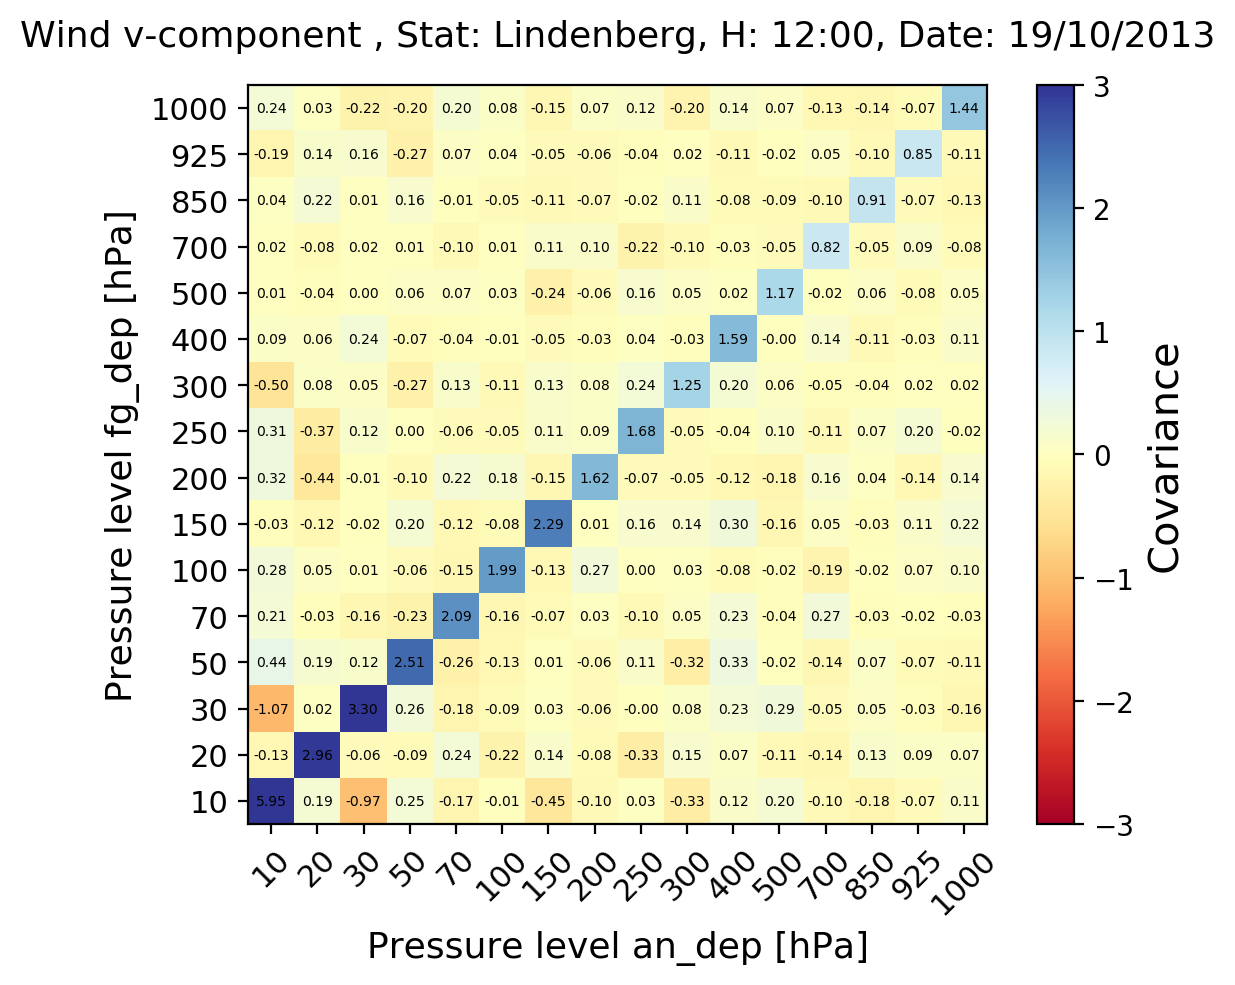 Wind v-component , Stat: Lindenberg, H: 12:00, Date: 19/10/2013
1000 0.24 0.03 -0.22 -0.20 0.20 0.08 -0.15 0.07 0.12 -0.20 0.14 0.07 -0.13 -0.14 -0.07 1.44
925 -0.19 0.14 0.16 -0.27 0.07 0.04 -0.05 -0.06 -0.04 0.02 -0.11 -0.02 0.05 -0.10 0.85 -0.11
850 0.04 0.22 0.01 0.16 -0.01 -0.05 -0.11 -0.07 -0.02 0.11 -0.08 -0.09 -0.10 0.91 -0.07 -0.13
700 0.02 -0.08 0.02 0.01 -0.10 0.01 0.11 0.10 -0.22 -0.10 -0.03 -0.05 0.82 -0.05 0.09 -0.08
500 0.01 -0.04 0.00 0.06 0.07 0.03 -0.24 -0.06 0.16 0.05 0.02 1.17 -0.02 0.06 -0.08 0.05
400 0.09 0.06 0.24 -0.07 -0.04 -0.01 -0.05 -0.03 0.04 -0.03 1.59 -0.00 0.14 -0.11 -0.03 0.11
300 -0.50 0.08 0.05 -0.27 0.13 -0.11 0.13 0.08 0.24 1.25 0.20 0.06 -0.05 -0.04 0.02 0.02
250 0.31 -0.37 0.12 0.00 -0.06 -0.05 0.11 0.09 1.68 -0.05 -0.04 0.10 -0.11 0.07 0.20 -0.02
200 0.32 -0.44 -0.01 -0.10 0.22 0.18 -0.15 1.62 -0.07 -0.05 -0.12 -0.18 0.16 0.04 -0.14 0.14
150 -0.03 -0.12 -0.02 0.20 -0.12 -0.08 2.29 0.01 0.16 0.14 0.30 -0.16 0.05 -0.03 0.11 0.22
100 0.28 0.05 0.01 -0.06 -0.15 1.99 -0.13 0.27 0.00 0.03 -0.08 -0.02 -0.19 -0.02 0.07 0.10
70 0.21 -0.03 -0.16 -0.23 2.09 -0.16 -0.07 0.03 -0.10 0.05 0.23 -0.04 0.27 -0.03 -0.02 -0.03
50 0.44 0.19 0.12 2.51 -0.26 -0.13 0.01 -0.06 0.11 -0.32 0.33 -0.02 -0.14 0.07 -0.07 -0.11
30 -1.07 0.02 3.30 0.26 -0.18 -0.09 0.03 -0.06 -0.00 0.08 0.23 0.29 -0.05 0.05 -0.03 -0.16
20 -0.13 2.96 -0.06 -0.09 0.24 -0.22 0.14 -0.08 -0.33 0.15 0.07 -0.11 -0.14 0.13 0.09 0.07
10 5.95 0.19 -0.97 0.25 -0.17 -0.01 -0.45 -0.10 0.03 -0.33 0.12 0.20 -0.10 -0.18 -0.07 0.11
10 20 30 50 70 100 150 200 250 300 400 500 700 850 925 1000
Pressure level an_dep [hPa]
Pressure level fg_dep [hPa]
3
2
1
0
−1
−2
−3
Covariance